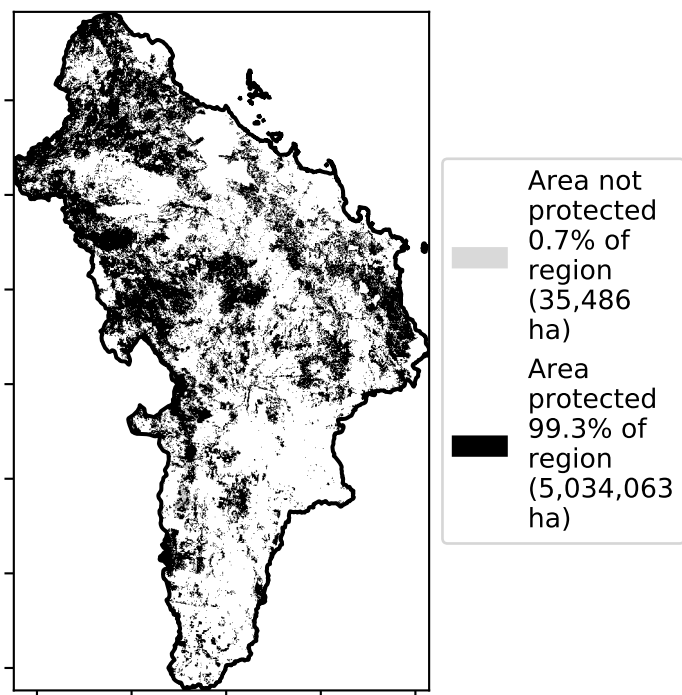 Area not
protected
0.7% of
region
(35,486
ha)
Area
protected
99.3% of
region
(5,034,063
ha)